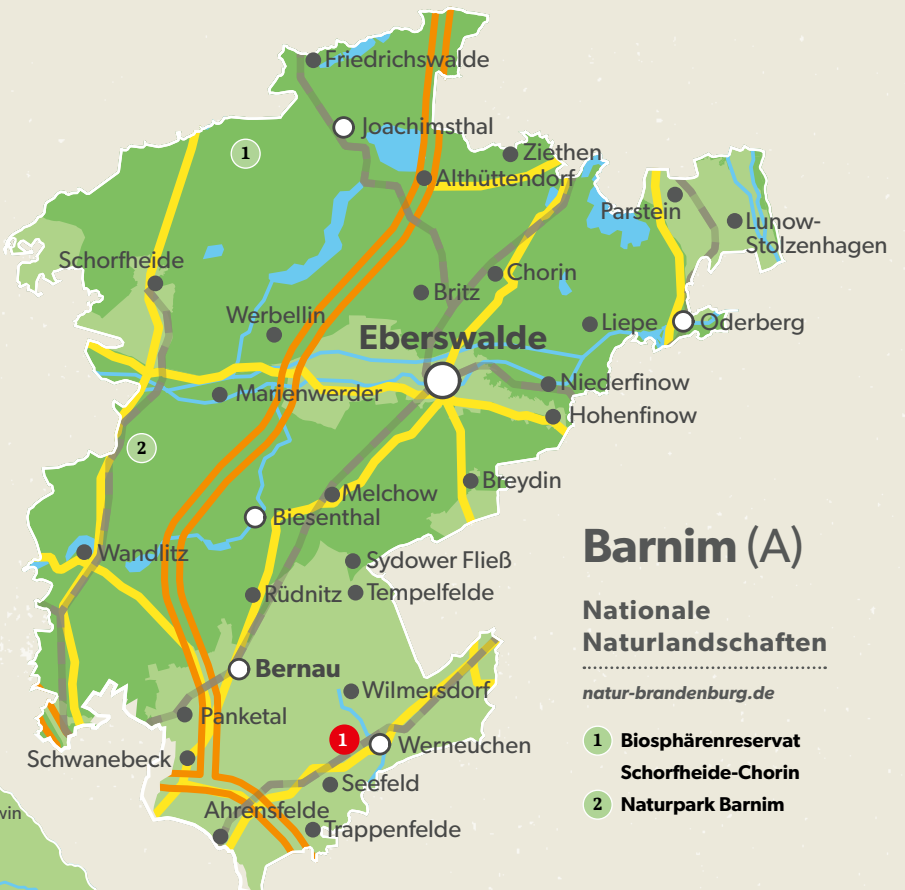 Friedrichswalde
Joachimsthal
1
Ziethen
Althüttendorf
Parstein
Lunow-
Stolzenhagen
Schorfheide
Chorin
Britz
Werbellin
Liepe
Oderberg
Eberswalde
Niederfinow
Marienwerder
Hohenfinow
2
Breydin
Melchow
Biesenthal
Wandlitz
Sydower Fließ
Rüdnitz
Tempelfelde
Bernau
Wilmersdorf
Panketal
1
Werneuchen
Schwanebeck
Seefeld
Ahrensfelde
Trappenfelde
win
Barnim (A)
Nationale
Naturlandschaften
natur-brandenburg.de
1 Biosphärenreservat
Schorfheide-Chorin
2 Naturpark Barnim